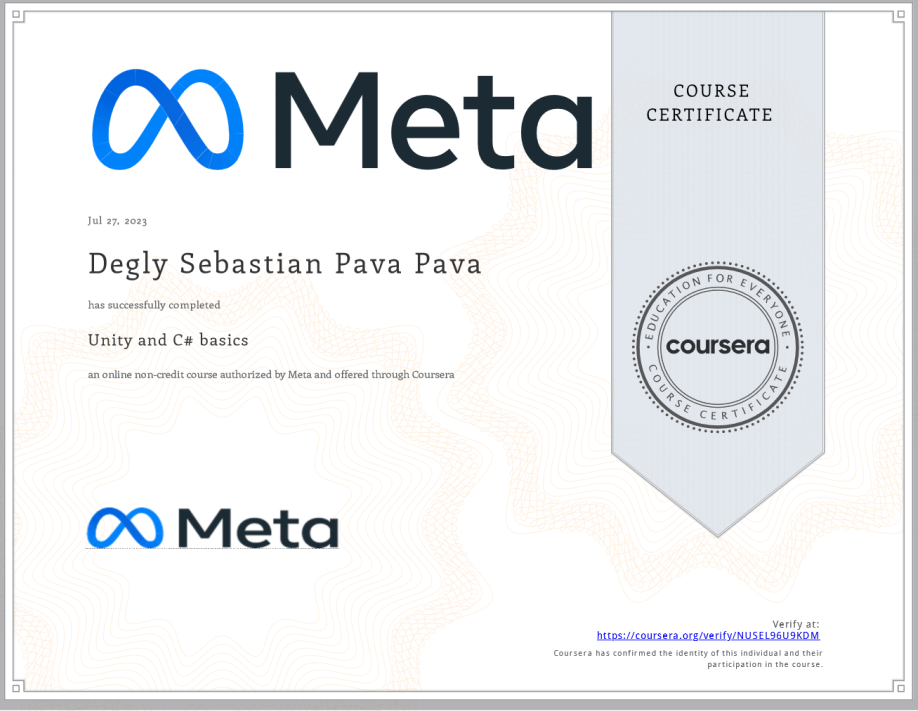 Meta
COURSE
CERTIFICATE
Jul 27, 2023
Degly Sebastian Pava Pava
has successfully completed
Unity and C# basics
an online non-credit course authorized by Meta and offered through Coursera
EDUCATION FOR EVERYONE
coursera
COURSE CERTIFICATE
Meta
Verify at:
https://coursera.org/verify/NUSEL96U9KDM
Coursera has confirmed the identity of this individual and their
participation in the course.